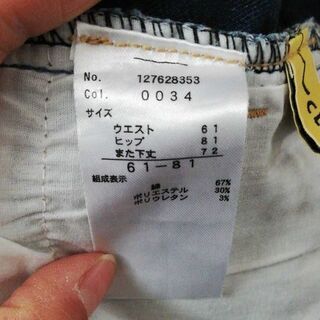 No. 127628353
Col. 0034
サイズ
ウエスト 61
ヒップ 81
また下丈 72
61-81
組成表示
綿 67%
ポリエステル 30%
ポリウレタン 3%